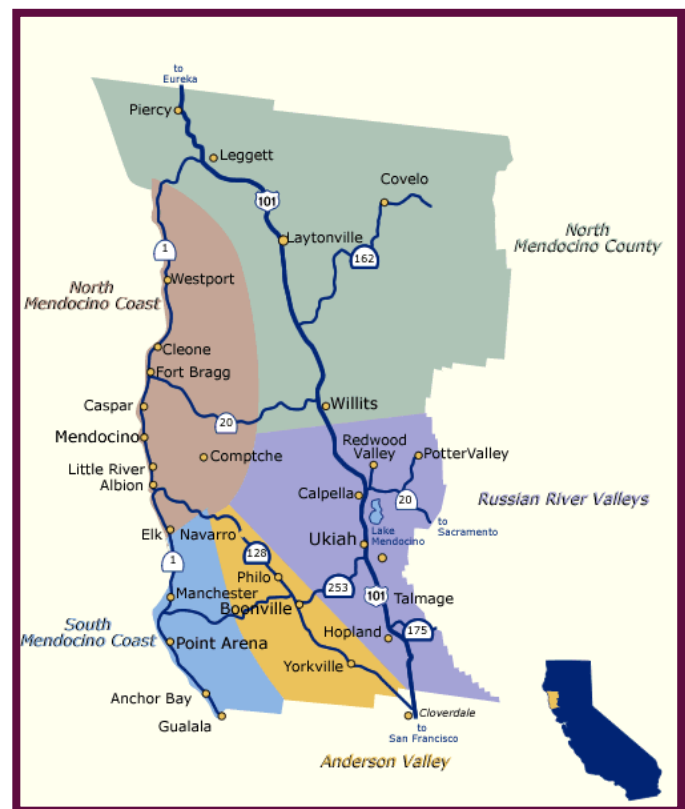 to
Eureka
Piercy
Leggett
Covelo
101
Laytonville
North
Mendocino County
1
162
Westport
North
Mendocino Coast
Cleone
Fort Bragg
Caspar
Willits
20
Mendocino
Redwood
Valley
PotterValley
Comptche
Little River
Albion
Calpella
20
Russian River Valleys
to
Sacramento
Lake
Mendocino
Elk
Navarro
Ukiah
128
1
Philo
253
101
Manchester
Boonville
Talmage
South
Mendocino Coast
Point Arena
Hopland
175
Yorkville
Anchor Bay
Gualala
Cloverdale
to
San Francisco
Anderson Valley